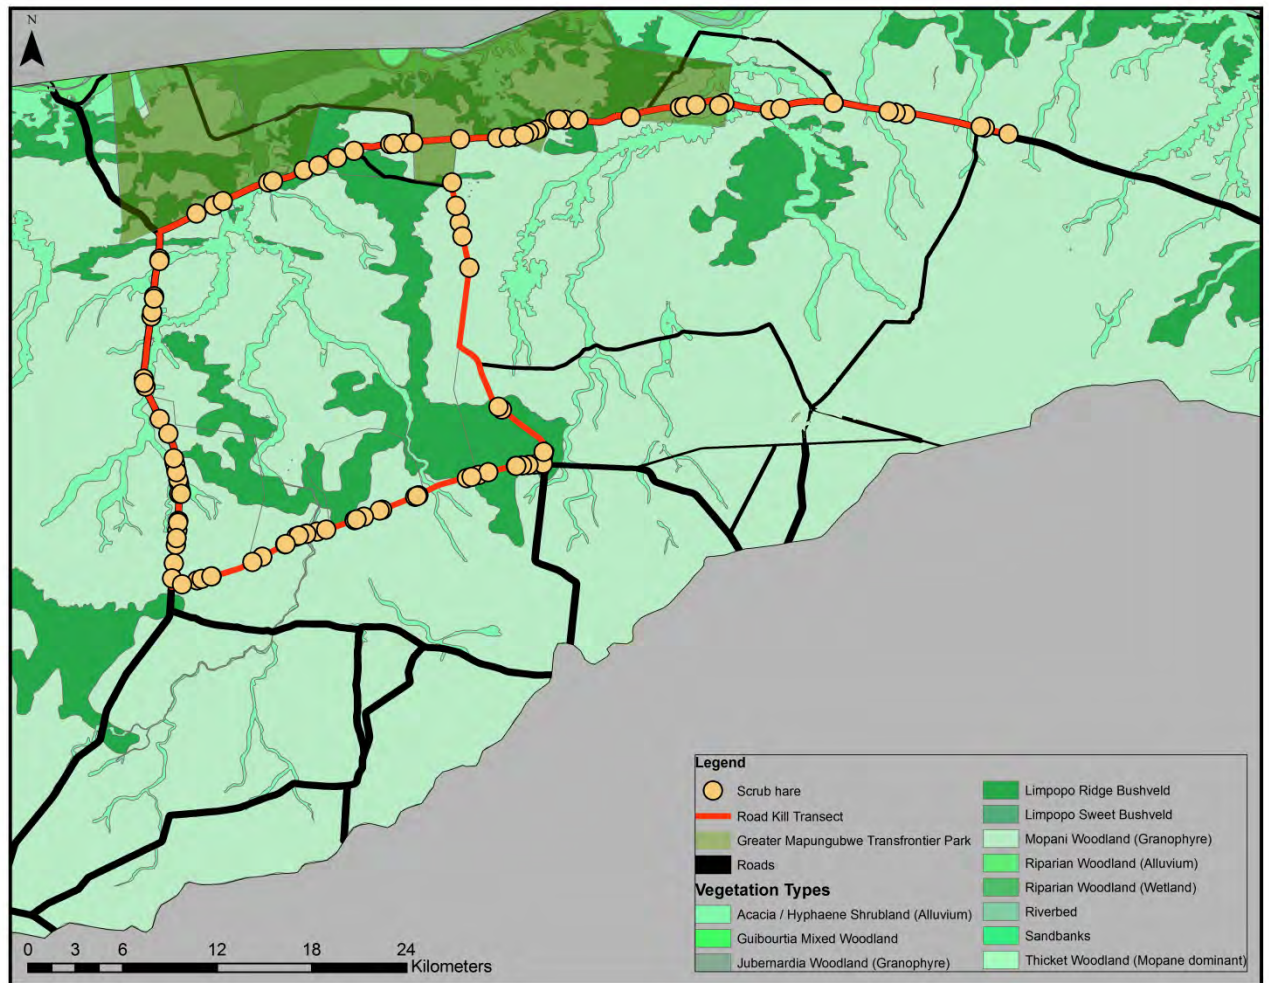 N
Legend
Scrub hare
Road Kill Transect
Greater Mapungubwe Transfrontier Park
Roads
Vegetation Types
Acacia / Hyphaene Shrubland (Alluvium)
Guibourtia Mixed Woodland
Jubernardia Woodland (Granophyre)
Limpopo Ridge Bushveld
Limpopo Sweet Bushveld
Mopani Woodland (Granophyre)
Riparian Woodland (Alluvium)
Riparian Woodland (Wetland)
Riverbed
Sandbanks
Thicket Woodland (Mopane dominant)
0 3 6 12 18 24
Kilometers